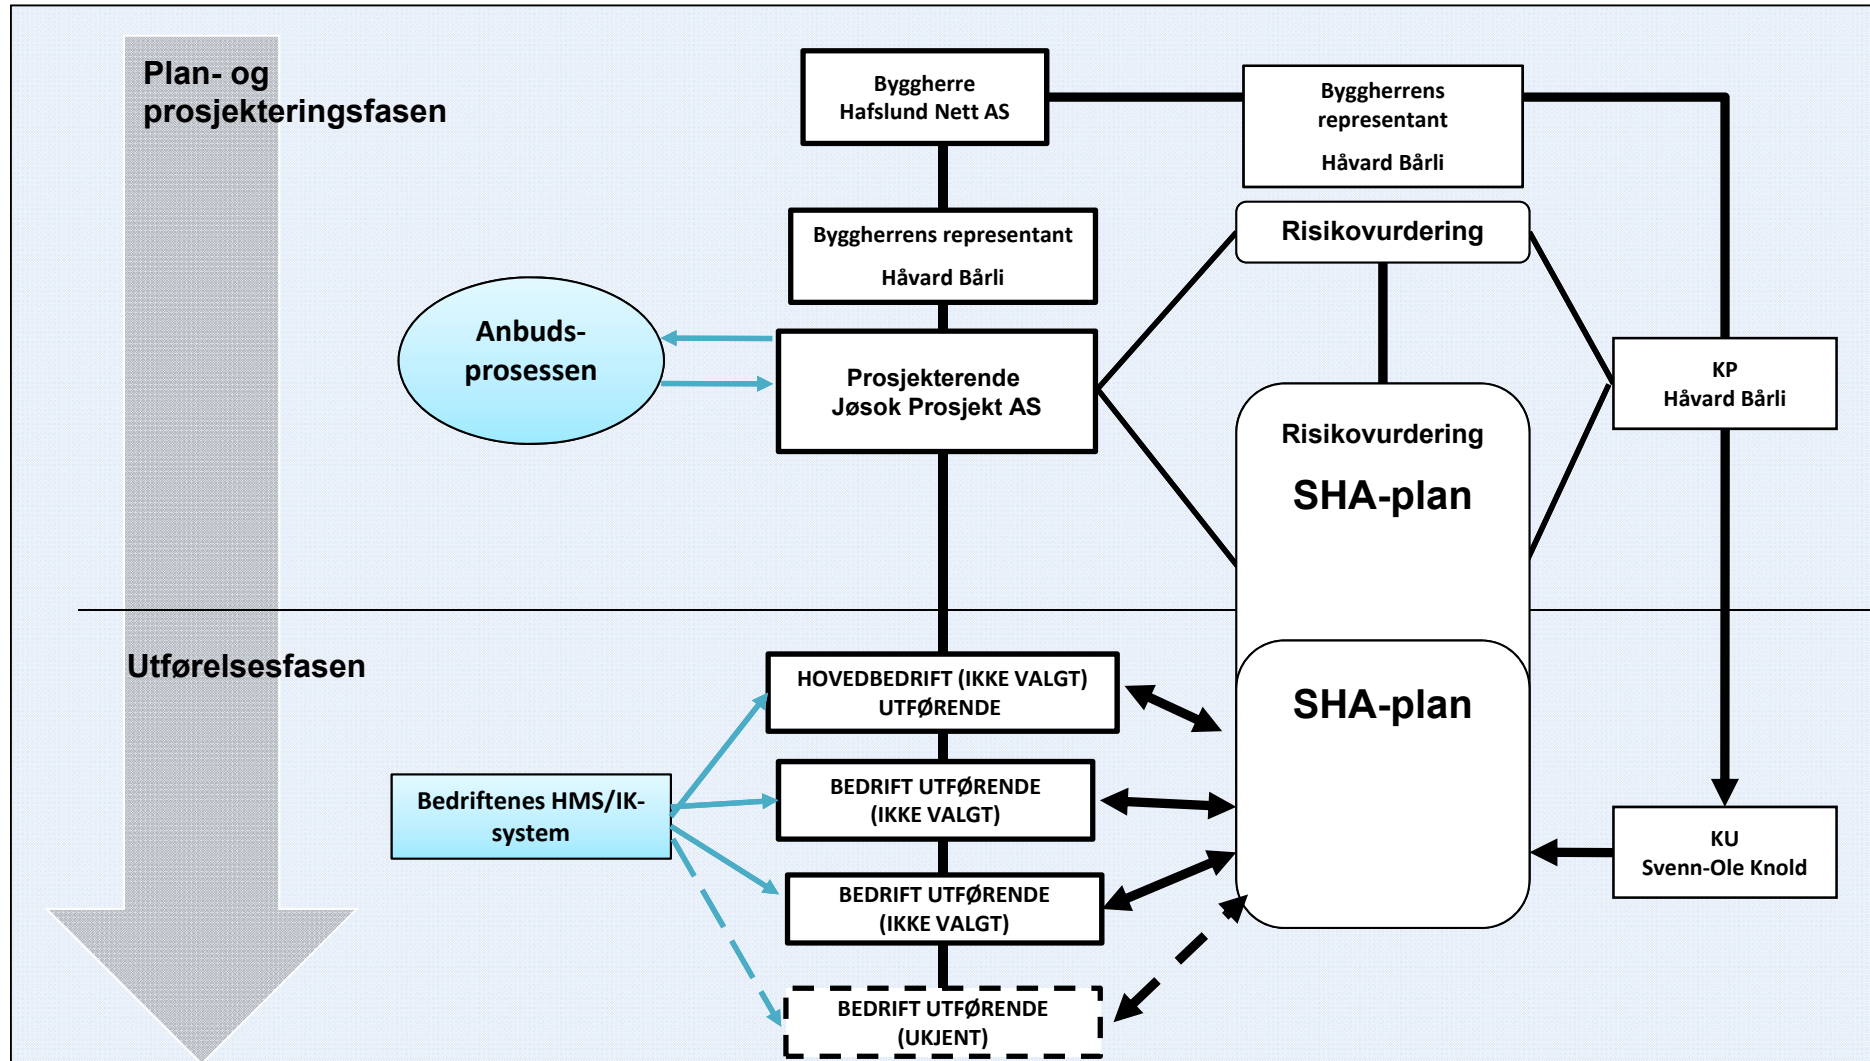 Plan- og
prosjekteringsfasen
Byggherre
Hafslund Nett AS
Byggherrens
representant
Håvard Bårli
Byggherrens representant
Håvard Bårli
Risikovurdering
Anbuds-
prosessen
Prosjekterende
Jøsok Prosjekt AS
KP
Håvard Bårli
Risikovurdering
SHA-plan
Utførelsesfasen
HOVEDBEDRIFT (IKKE VALGT)
UTFØRENDE
SHA-plan
Bedriftenes HMS/IK-
system
BEDRIFT UTFØRENDE
(IKKE VALGT)
KU
Svenn-Ole Knold
BEDRIFT UTFØRENDE
(IKKE VALGT)
BEDRIFT UTFØRENDE
(UKJENT)